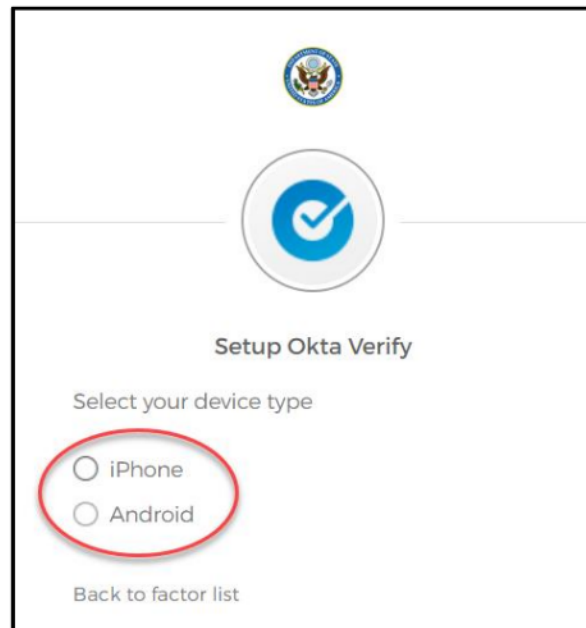 Setup Okta Verify
Select your device type
iPhone
Android
Back to factor list